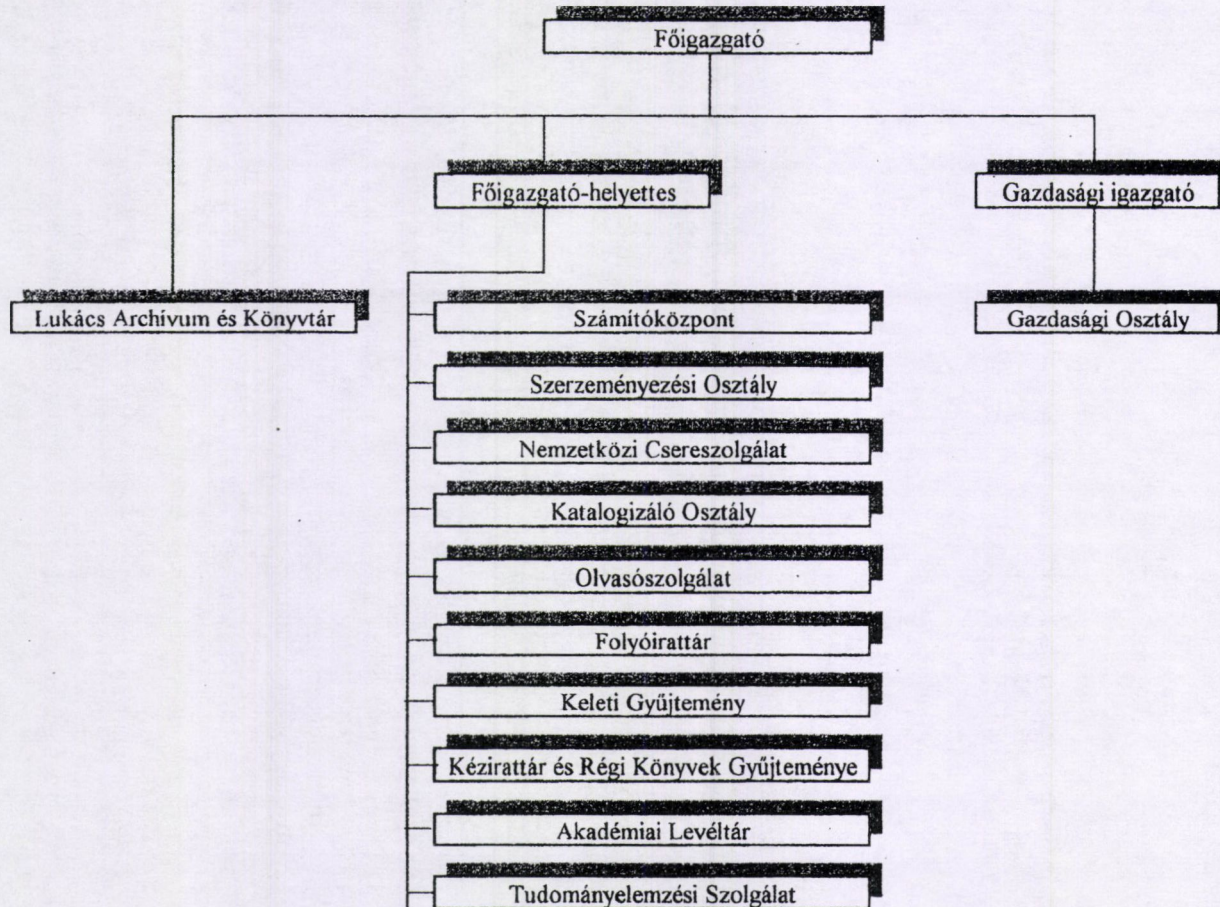 Főigazgató
Főigazgató-helyettes
Gazdasági igazgató
Lukács Archívum és Könyvtár
Számítóközpont
Gazdasági Osztály
Szerzeményezési Osztály
Nemzetközi Csereszolgálat
Katalogizáló Osztály
Olvasószolgálat
Folyóirattár
Keleti Gyűjtemény
Kézirattár és Régi Könyvek Gyűjteménye
Akadémiai Levéltár
Tudományelemzési Szolgálat